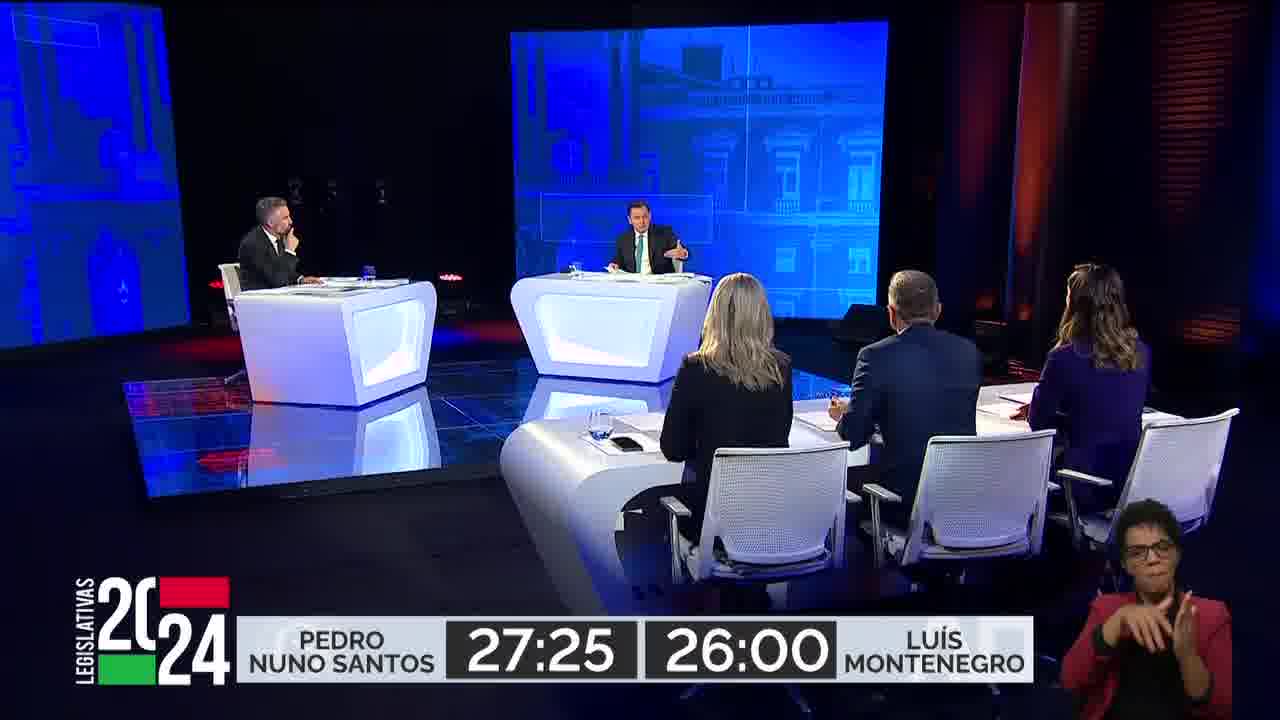 LEGISLATIVAS
2024
PEDRO
NUNO SANTOS
27:25
26:00
LUÍS
MONTENEGRO